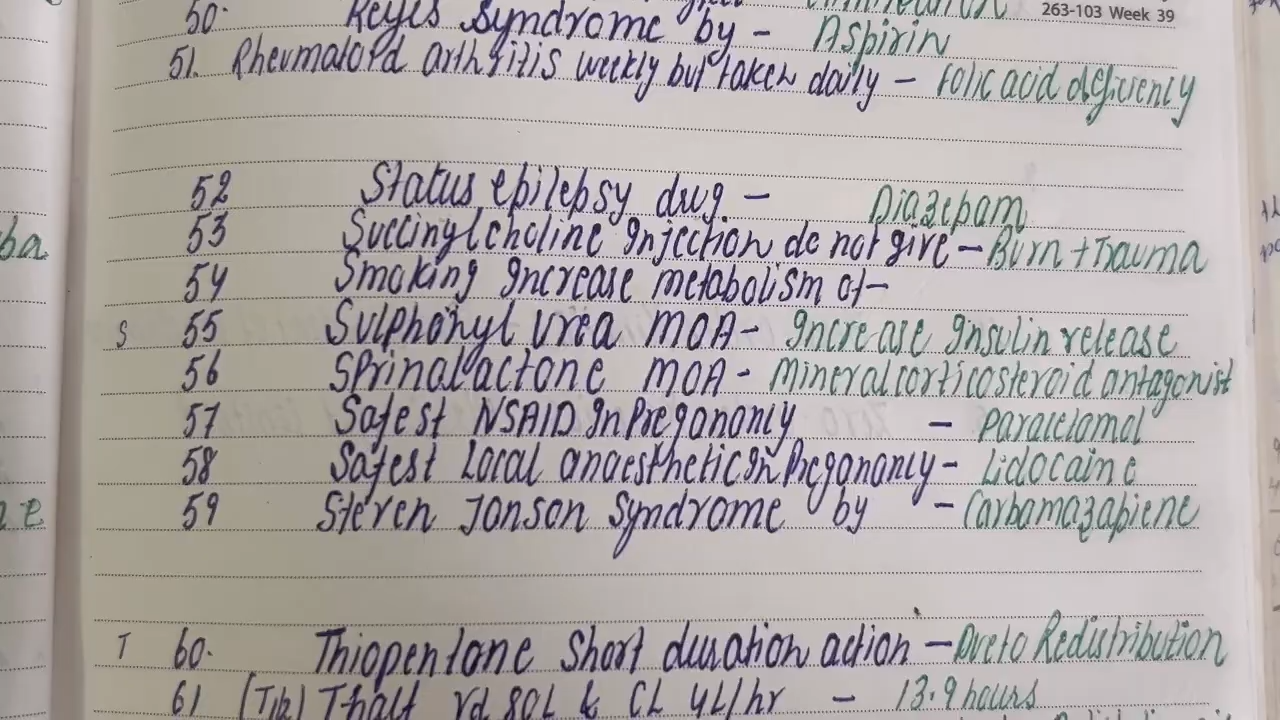 50. Reyes Syndrome by - Aspirin
263-103 Week 39
51. Rheumatoid arthritis weekly but taken daily - Folic acid deficiency
52 Status epilepsy drug - Diazepam
53 Succinylcholine Injection do not give - Burn + Trauma
54 Smoking Increase metabolism of -
S 55 Sulphonyl urea MOA - Increase Insulin release
56 Sprinalactone MOA - Mineralcorticosteroid antagonist
57 Safest NSAID In Pregonancy - Paracetamol
58 Safest Local anaesthetic In Pregonancy - Lidocaine
59 Steven Jonson Syndrome by - Carbamazapiene
T 60. Thiopentone Short duration action - Due to Redistribution
61 (T1/2) T half Vd 80L & CL 4L/hr - 13.9 hours